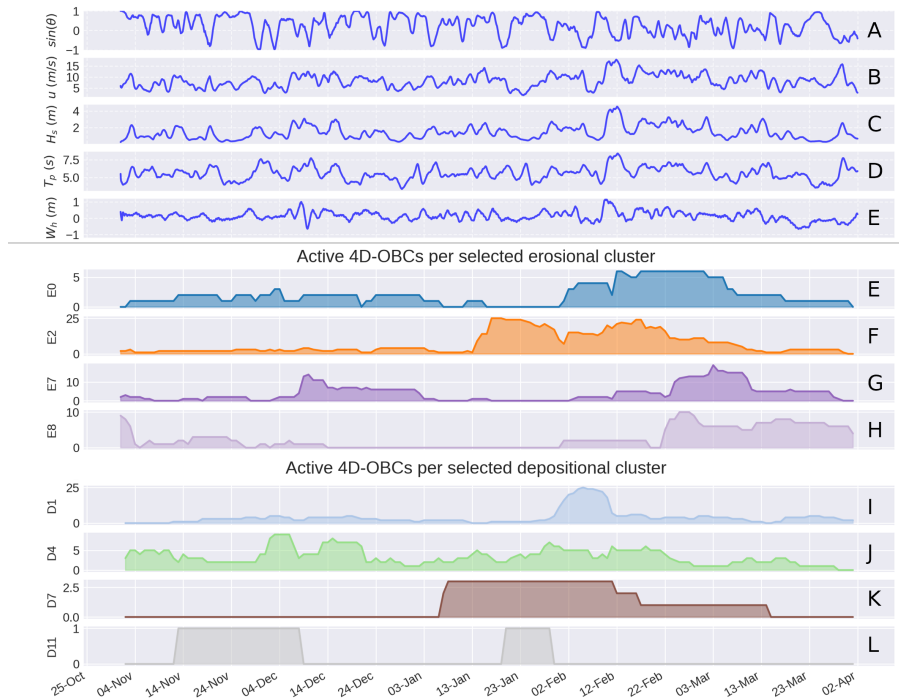 sin(θ) 1 0 −1 A
u (m/s) 15 10 5 B
H_s (m) 4 2 C
T_p (s) 7.5 5.0 D
W_h (m) 1 0 −1 E
Active 4D-OBCs per selected erosional cluster
E0 5 0 E
E2 25 0 F
E7 10 0 G
E8 10 0 H
Active 4D-OBCs per selected depositional cluster
D1 25 0 I
D4 5 0 J
D7 2.5 0.0 K
D11 1 0 L
25-Oct 04-Nov 14-Nov 24-Nov 04-Dec 14-Dec 24-Dec 03-Jan 13-Jan 23-Jan 02-Feb 12-Feb 22-Feb 03-Mar 13-Mar 23-Mar 02-Apr